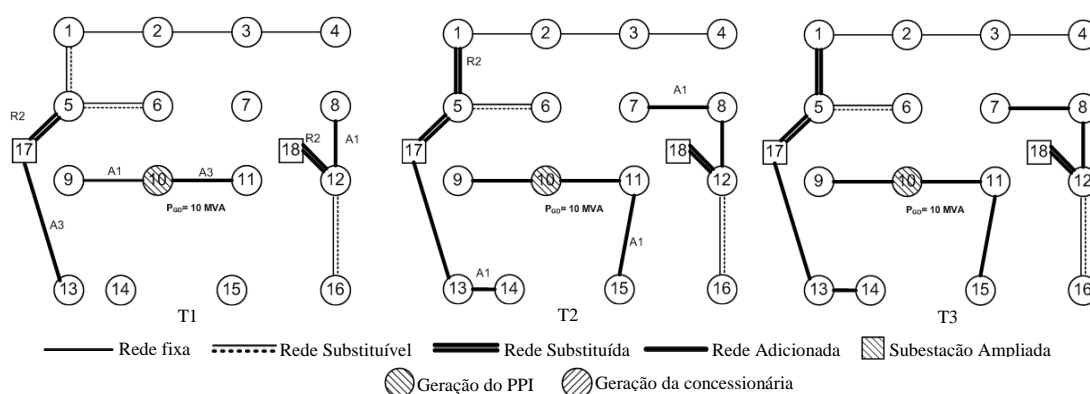 1 2 3 4
R2 5 6 7 8
17 18 R2 A1
9 A1 10 A3 11 12
P_GD= 10 MVA
A3
13 14 15 16
T1
1 2 3 4
R2
5 6 7 A1 8
17 18
9 10 11 12
P_GD= 10 MVA
A1
13 A1 14 15 16
T2
1 2 3 4
5 6 7 8
17 18
9 10 11 12
P_GD= 10 MVA
13 14 15 16
T3
Rede fixa Rede Substituível Rede Substituída Rede Adicionada Subestação Ampliada
Geração do PPI Geração da concessionária